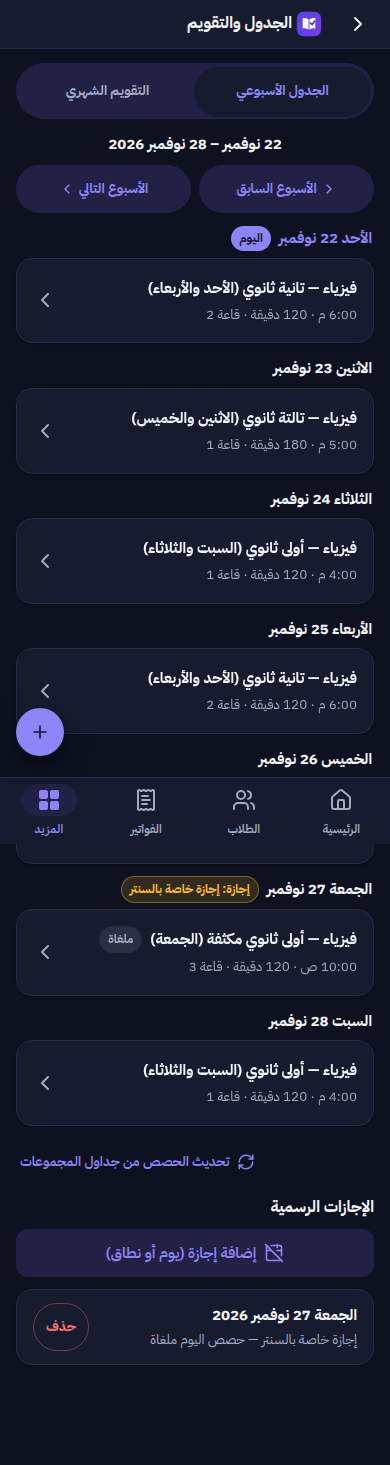 الجدول والتقويم
الجدول الأسبوعي
التقويم الشهري
22 نوفمبر – 28 نوفمبر 2026
الأسبوع السابق
الأسبوع التالي
الأحد 22 نوفمبر اليوم
فيزياء — تانية ثانوي (الأحد والأربعاء)
6:00 م · 120 دقيقة · قاعة 2
الاثنين 23 نوفمبر
فيزياء — تالتة ثانوي (الاثنين والخميس)
5:00 م · 180 دقيقة · قاعة 1
الثلاثاء 24 نوفمبر
فيزياء — أولى ثانوي (السبت والثلاثاء)
4:00 م · 120 دقيقة · قاعة 1
الأربعاء 25 نوفمبر
فيزياء — تانية ثانوي (الأحد والأربعاء)
6:00 م · 120 دقيقة · قاعة 2
الخميس 26 نوفمبر
الرئيسية
الطلاب
الفواتير
المزيد
الجمعة 27 نوفمبر إجازة: إجازة خاصة بالسنتر
فيزياء — أولى ثانوي مكثفة (الجمعة) ملغاة
10:00 ص · 120 دقيقة · قاعة 3
السبت 28 نوفمبر
فيزياء — أولى ثانوي (السبت والثلاثاء)
4:00 م · 120 دقيقة · قاعة 1
تحديث الحصص من جداول المجموعات
الإجازات الرسمية
إضافة إجازة (يوم أو نطاق)
الجمعة 27 نوفمبر 2026
إجازة خاصة بالسنتر — حصص اليوم ملغاة
حذف